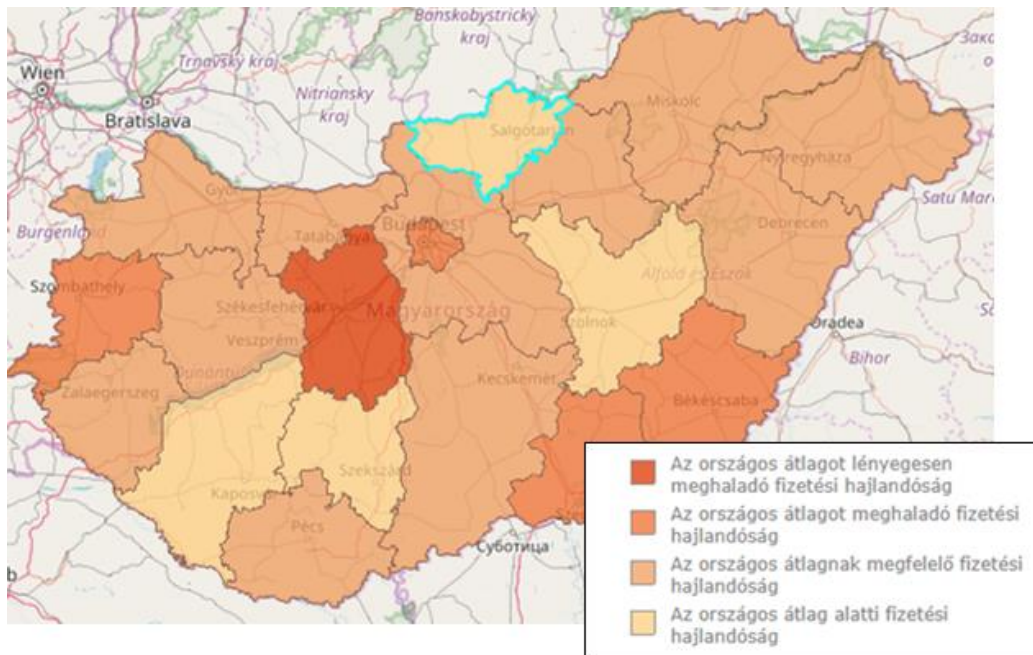 Banskobystrický
kraj
Trnavský kraj
Wien
Nitriansky
kraj
Bratislava
Miskolc
Salgótarján
Nyíregyháza
Satu Mar
Burgenland
Tatabánya
Budapest
Debrecen
Szombathely
Alföld és Észak
Székesfehérvár
Magyarország
Szolnok
Oradea
Veszprém
Bihor
Zalaegerszeg
Dunántúl
Kecskemét
Békéscsaba
Szekszárd
Kaposvár
Pécs
Суботица
Az országos átlagot lényegesen
meghaladó fizetési hajlandóság
Az országos átlagot meghaladó fizetési
hajlandóság
Az országos átlagnak megfelelő fizetési
hajlandóság
Az országos átlag alatti fizetési
hajlandóság